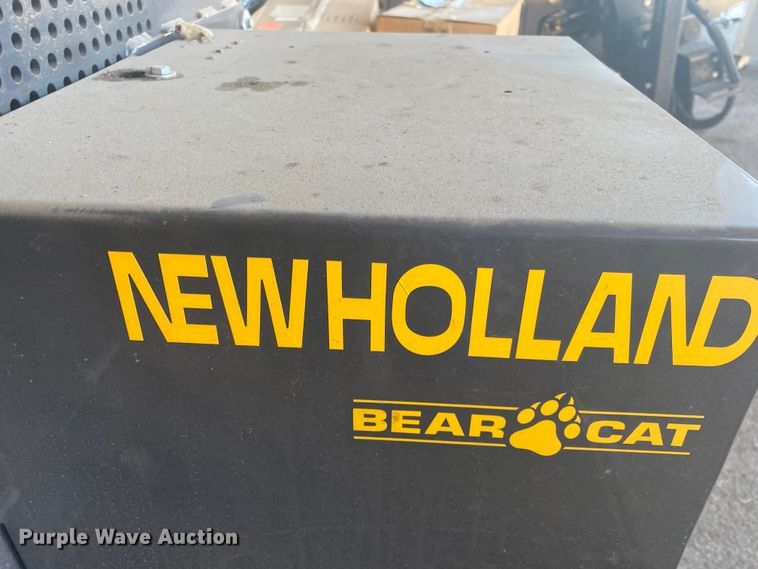 NEW HOLLAND
BEAR CAT
Purple Wave Auction